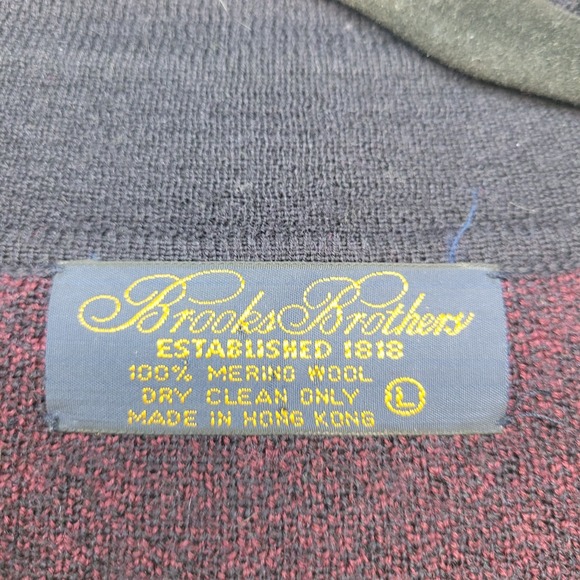 Brooks Brothers
ESTABLISHED 1818
100% MERINO WOOL
DRY CLEAN ONLY L
MADE IN HONG KONG